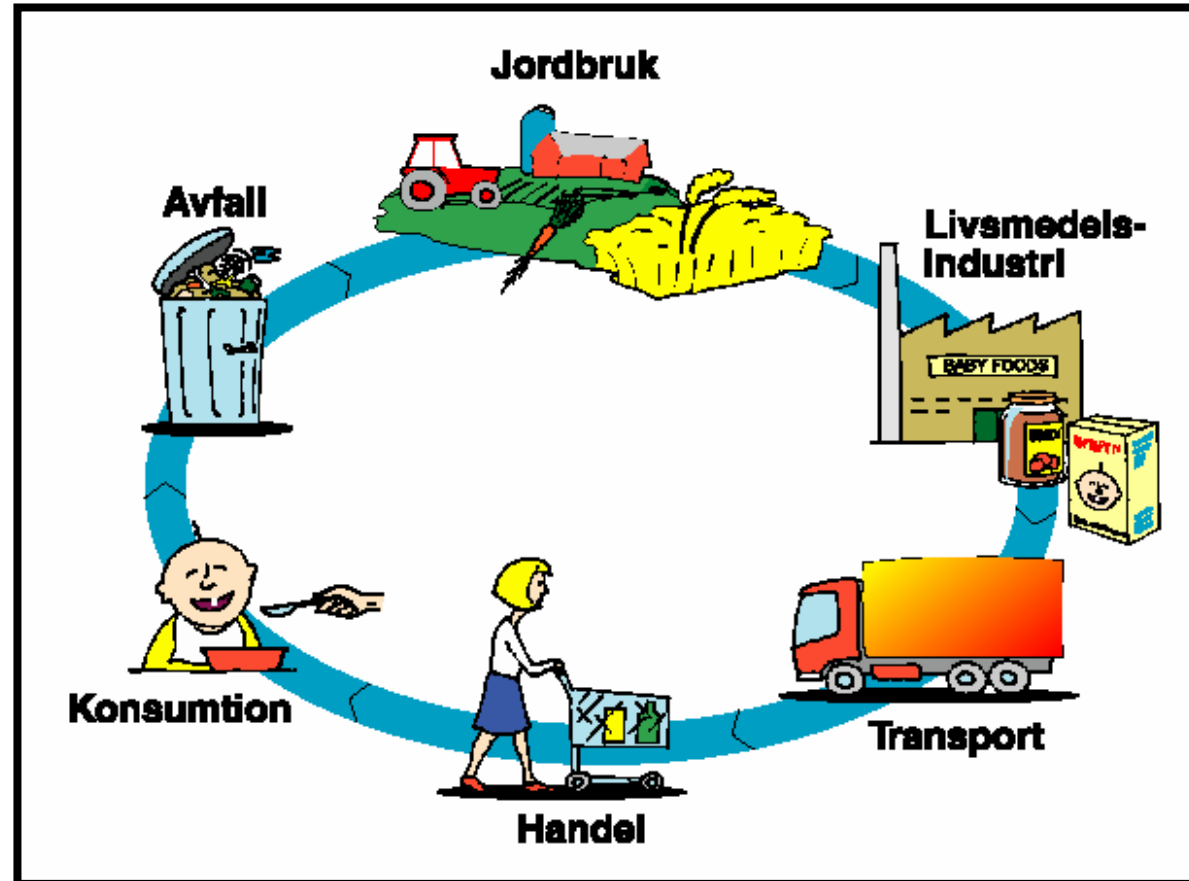 Jordbruk
Avfall
Livsmedels-
industri
BABY FOODS
Konsumtion
Transport
Handel